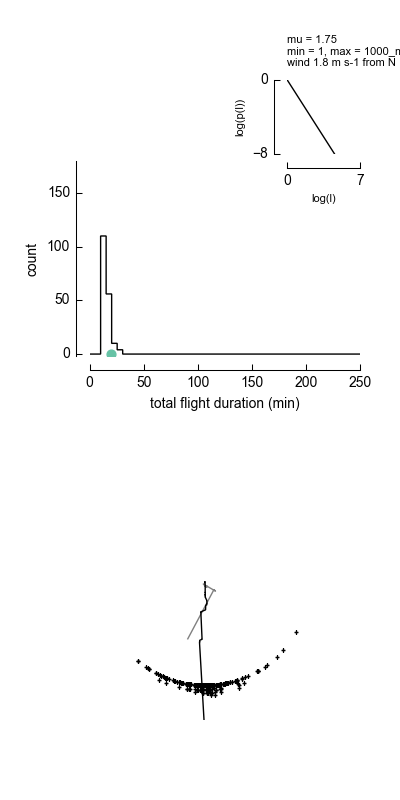 mu = 1.75
min = 1, max = 1000_m
wind 1.8 m s-1 from N
0
log(p(l))
−8
0 7
log(l)
150
100
count
50
0
0 50 100 150 200 250
total flight duration (min)